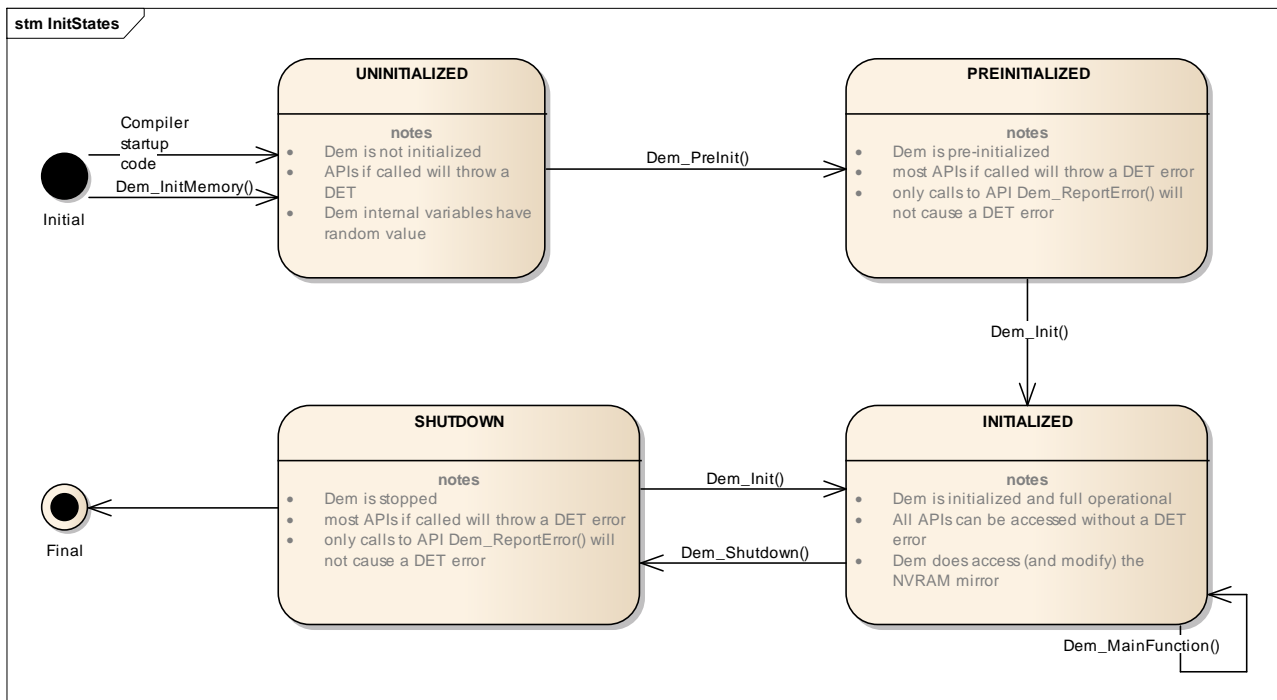 stm InitStates
UNINITIALIZED
notes
• Dem is not initialized
• APIs if called will throw a
DET
• Dem internal variables have
random value
PREINITIALIZED
notes
• Dem is pre-initialized
• most APIs if called will throw a DET error
• only calls to API Dem_ReportError() will
not cause a DET error
Compiler
startup
code
Dem_InitMemory()
Initial
Dem_PreInit()
Dem_Init()
SHUTDOWN
notes
• Dem is stopped
• most APIs if called will throw a DET error
• only calls to API Dem_ReportError() will
not cause a DET error
INITIALIZED
notes
• Dem is initialized and full operational
• All APIs can be accessed without a DET
error
• Dem does access (and modify) the
NVRAM mirror
Dem_Init()
Dem_Shutdown()
Final
Dem_MainFunction()